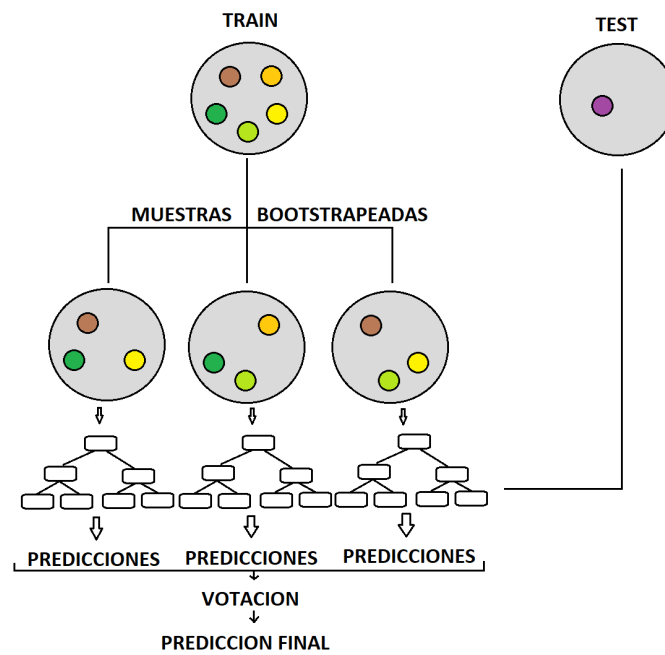 TRAIN
TEST
MUESTRAS BOOTSTRAPEADAS
PREDICCIONES PREDICCIONES PREDICCIONES
VOTACION
PREDICCION FINAL